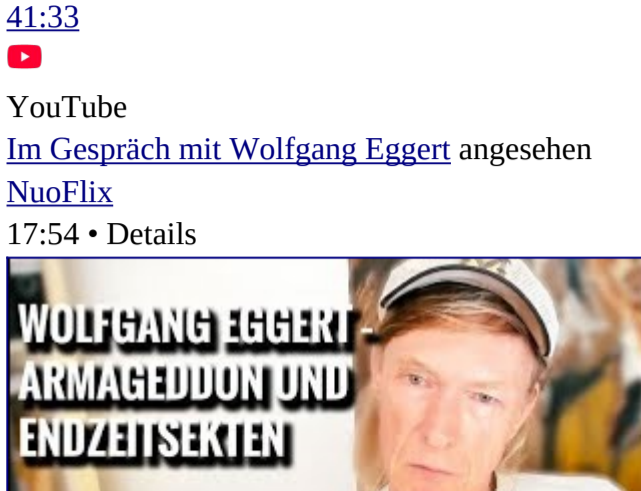 41:33
YouTube
Im Gespräch mit Wolfgang Eggert angesehen
NuoFlix
17:54 • Details
WOLFGANG EGGERT -
ARMAGEDDON UND
ENDZEITSEKTEN